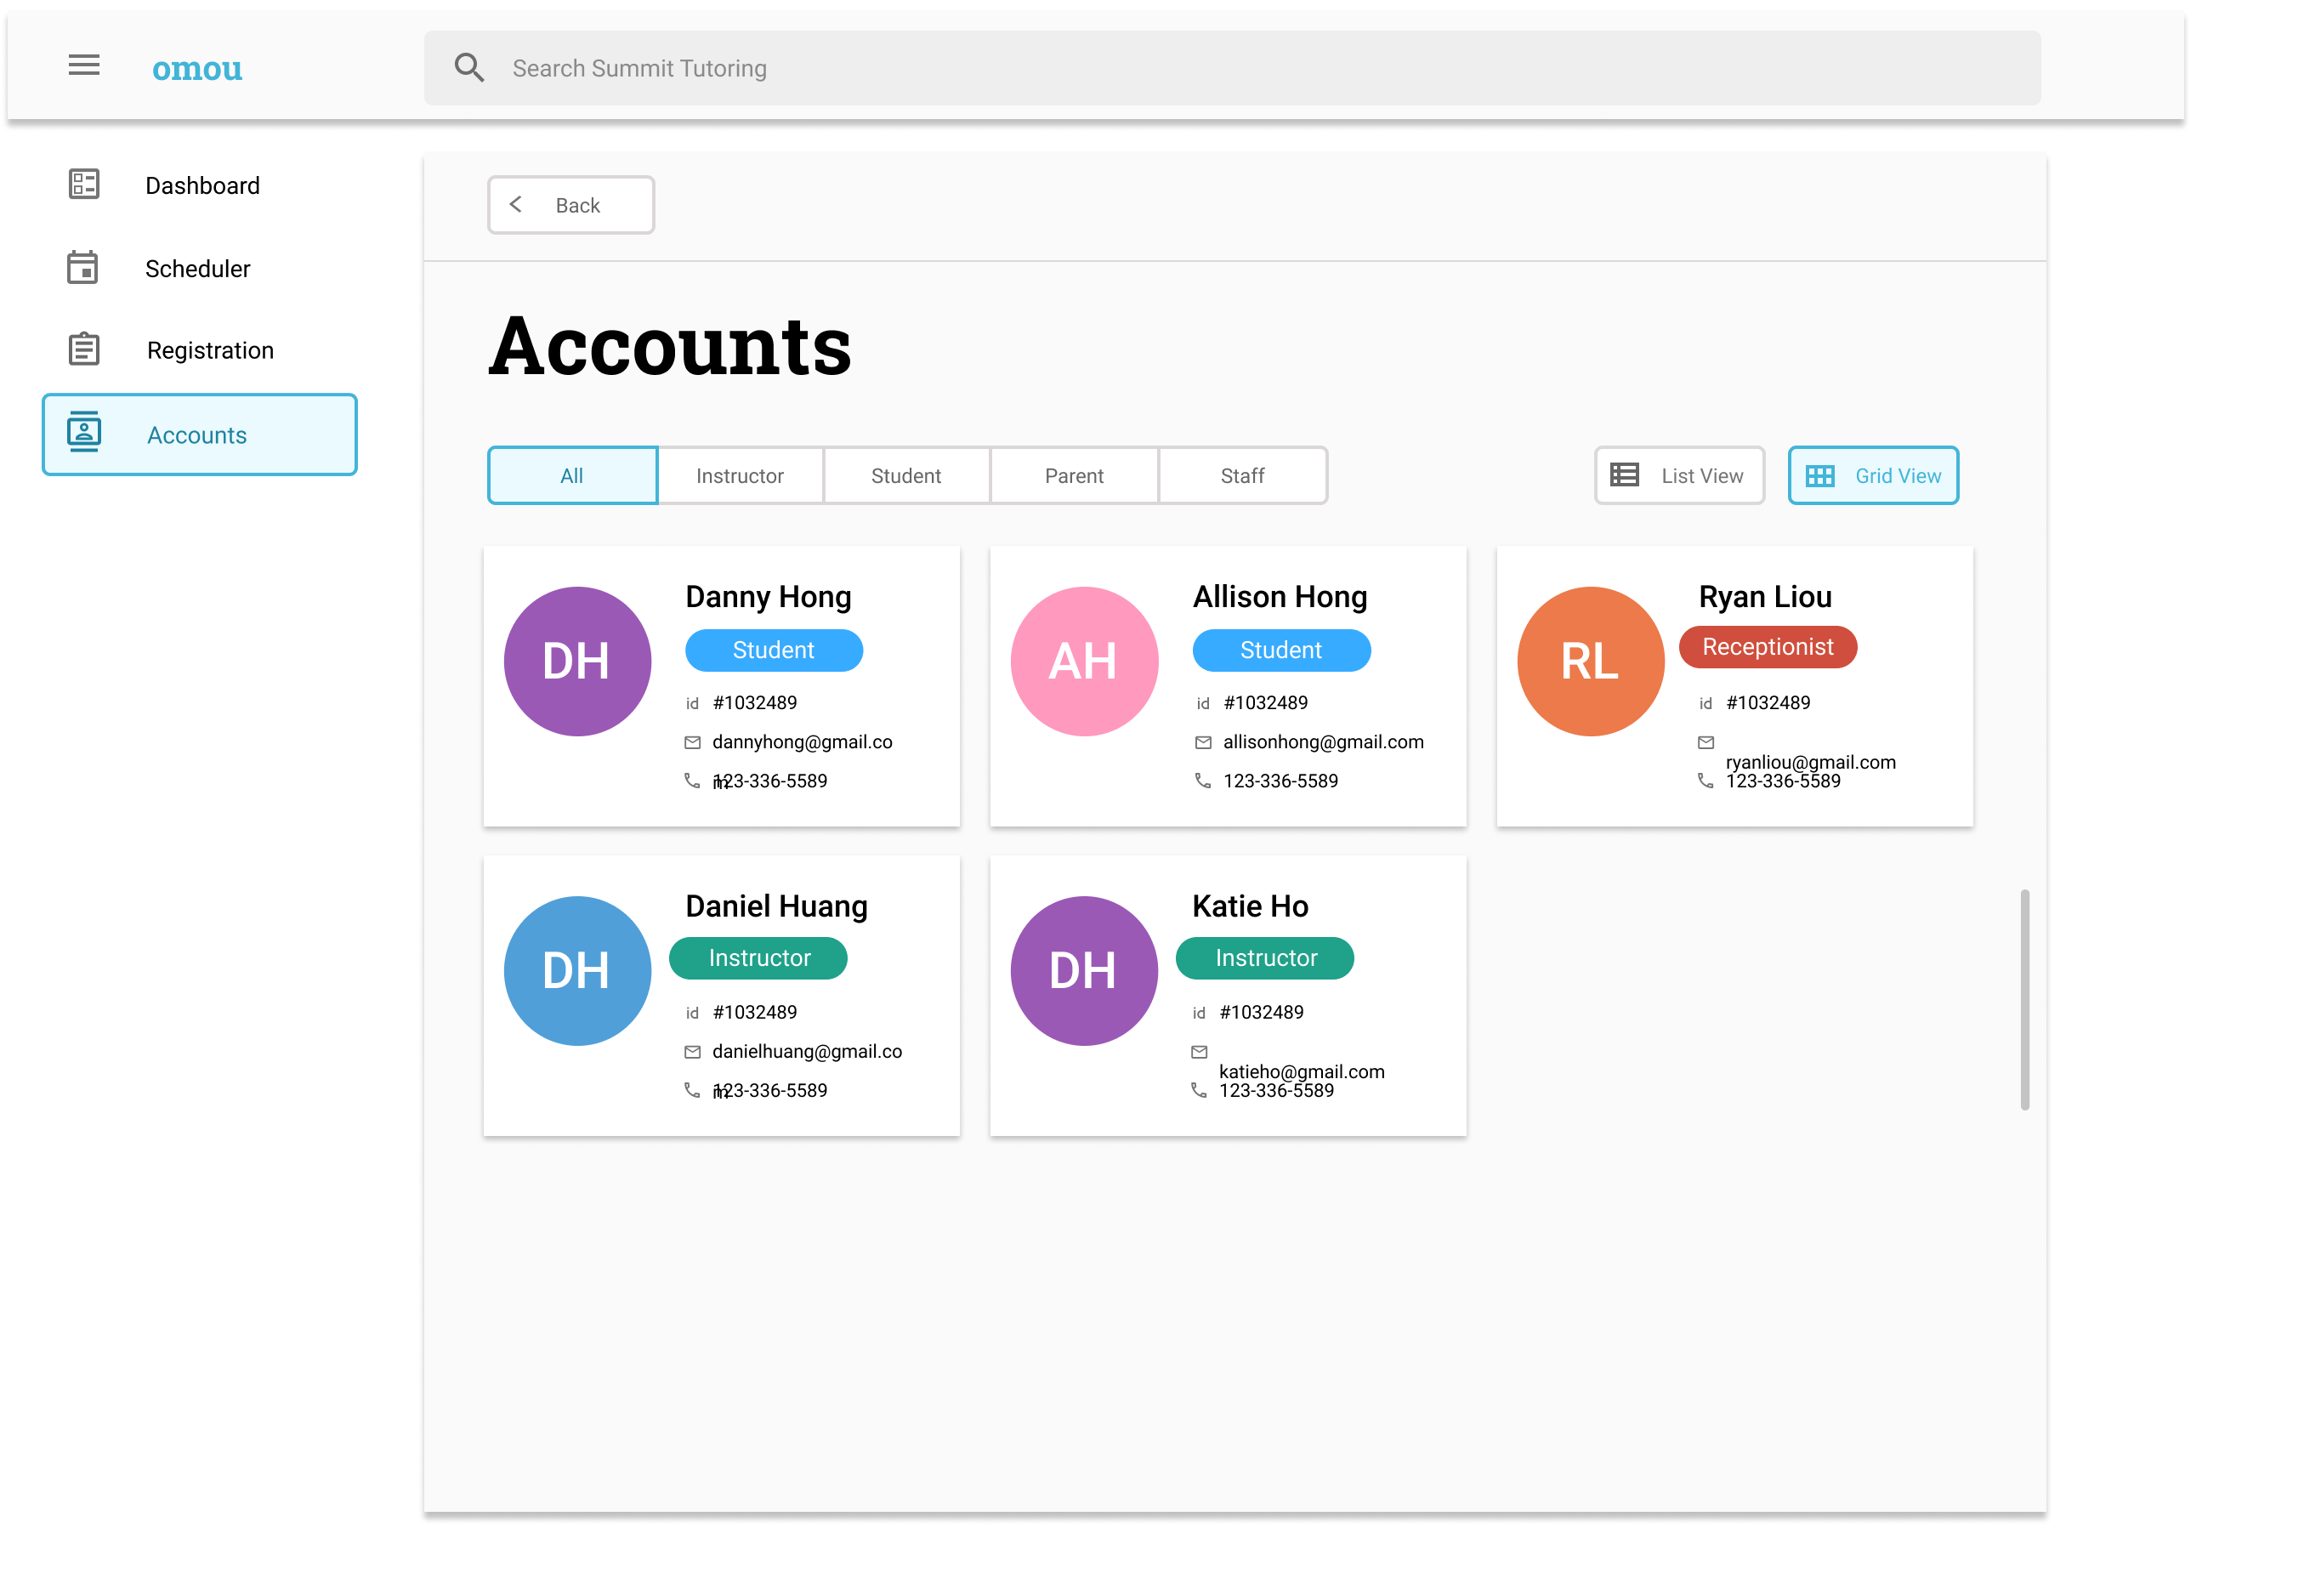 omou
Search Summit Tutoring
Dashboard
Scheduler
Registration
Accounts
Back
Accounts
All
Instructor
Student
Parent
Staff
List View
Grid View
DH
Danny Hong
Student
id #1032489
dannyhong@gmail.co
m
123-336-5589
AH
Allison Hong
Student
id #1032489
allisonhong@gmail.com
123-336-5589
RL
Ryan Liou
Receptionist
id #1032489
ryanliou@gmail.com
123-336-5589
DH
Daniel Huang
Instructor
id #1032489
danielhuang@gmail.co
m
123-336-5589
DH
Katie Ho
Instructor
id #1032489
katieho@gmail.com
123-336-5589